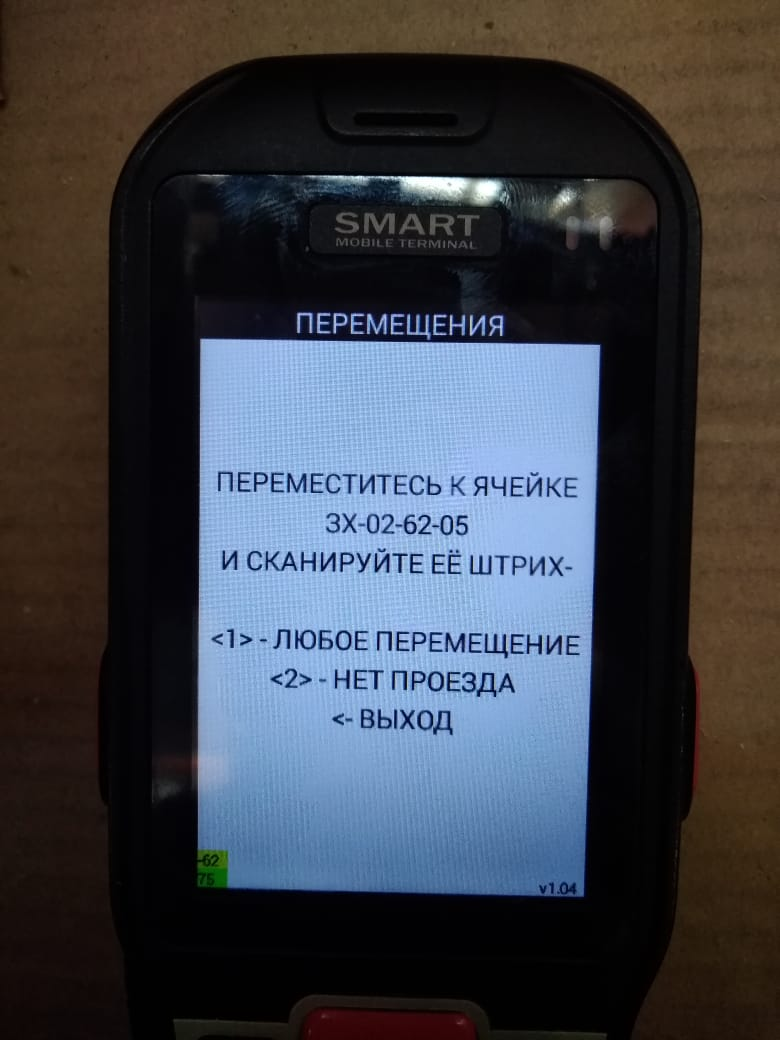 SMART
MOBILE TERMINAL
ПЕРЕМЕЩЕНИЯ
ПЕРЕМЕСТИТЕСЬ К ЯЧЕЙКЕ
ЗХ-02-62-05
И СКАНИРУЙТЕ ЕЁ ШТРИХ-
<1> - ЛЮБОЕ ПЕРЕМЕЩЕНИЕ
<2> - НЕТ ПРОЕЗДА
<- ВЫХОД
-62
75
v1.04